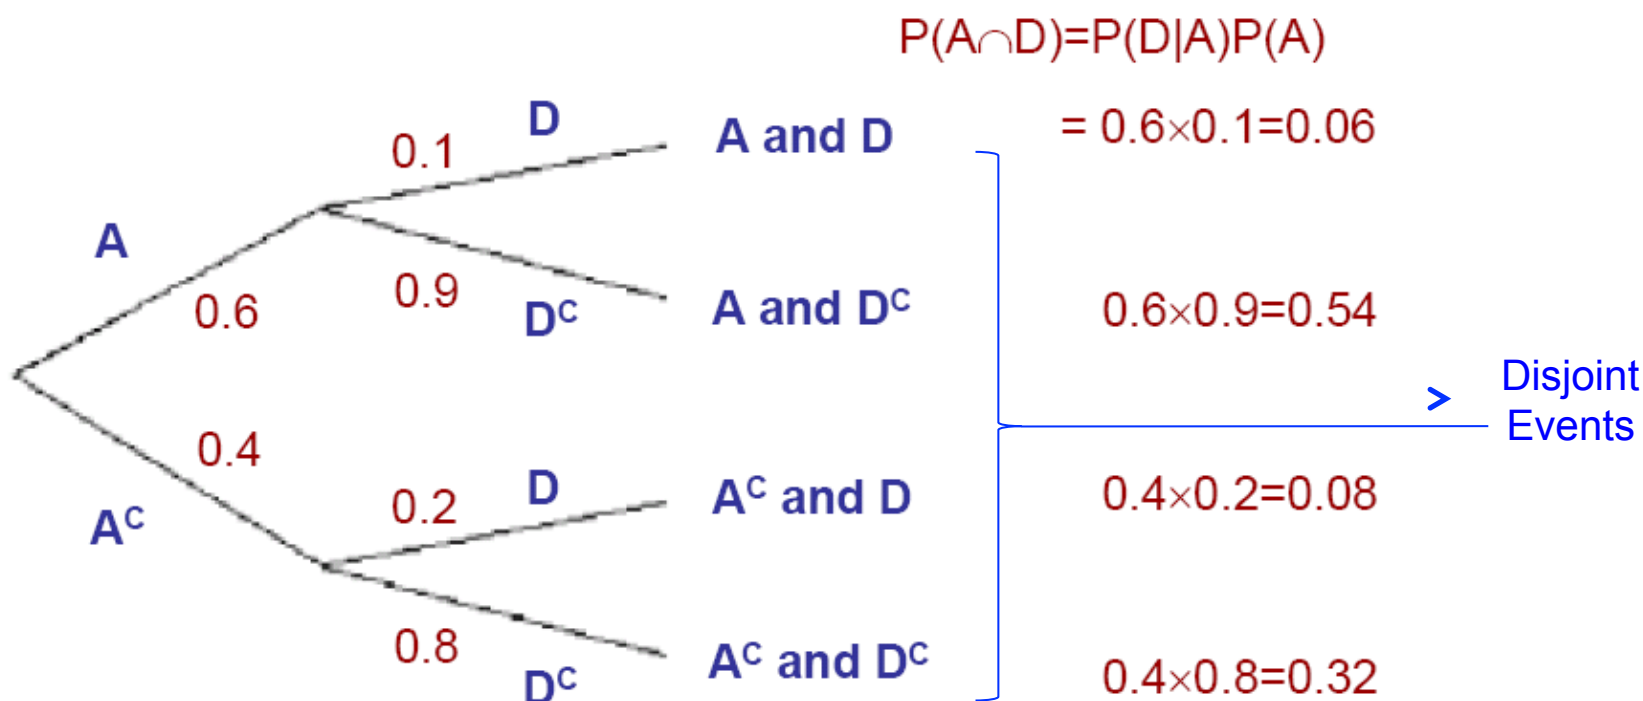 P(A∩D)=P(D|A)P(A)
D
0.1
A and D
= 0.6×0.1=0.06
A
0.6
0.9
Dᶜ
A and Dᶜ
0.6×0.9=0.54
>
Disjoint
Events
0.4
Aᶜ
0.2
D
Aᶜ and D
0.4×0.2=0.08
0.8
Dᶜ
Aᶜ and Dᶜ
0.4×0.8=0.32